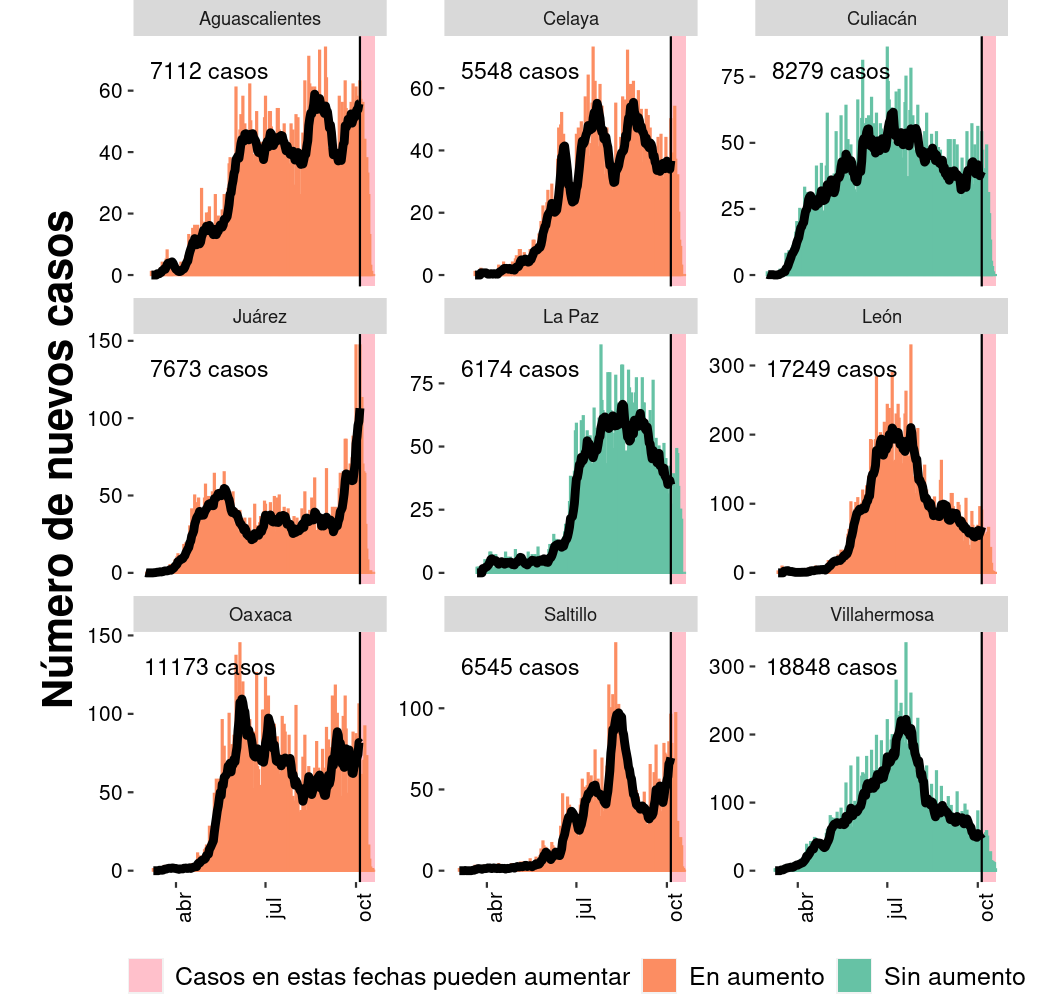 Número de nuevos casos
Aguascalientes
7112 casos
60
40
20
0
Celaya
5548 casos
60
40
20
0
Culiacán
8279 casos
75
50
25
0
Juárez
7673 casos
150
100
50
0
La Paz
6174 casos
75
50
25
0
León
17249 casos
300
200
100
0
Oaxaca
11173 casos
150
100
50
0
Saltillo
6545 casos
100
50
0
Villahermosa
18848 casos
300
200
100
0
abr jul oct
abr jul oct
abr jul oct
Casos en estas fechas pueden aumentar En aumento Sin aumento